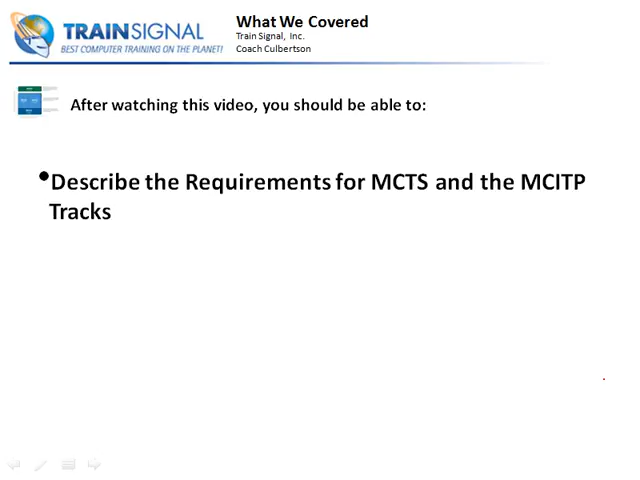 TRAINSIGNAL
BEST COMPUTER TRAINING ON THE PLANET!
What We Covered
Train Signal, Inc.
Coach Culbertson
After watching this video, you should be able to:
•Describe the Requirements for MCTS and the MCITP
Tracks